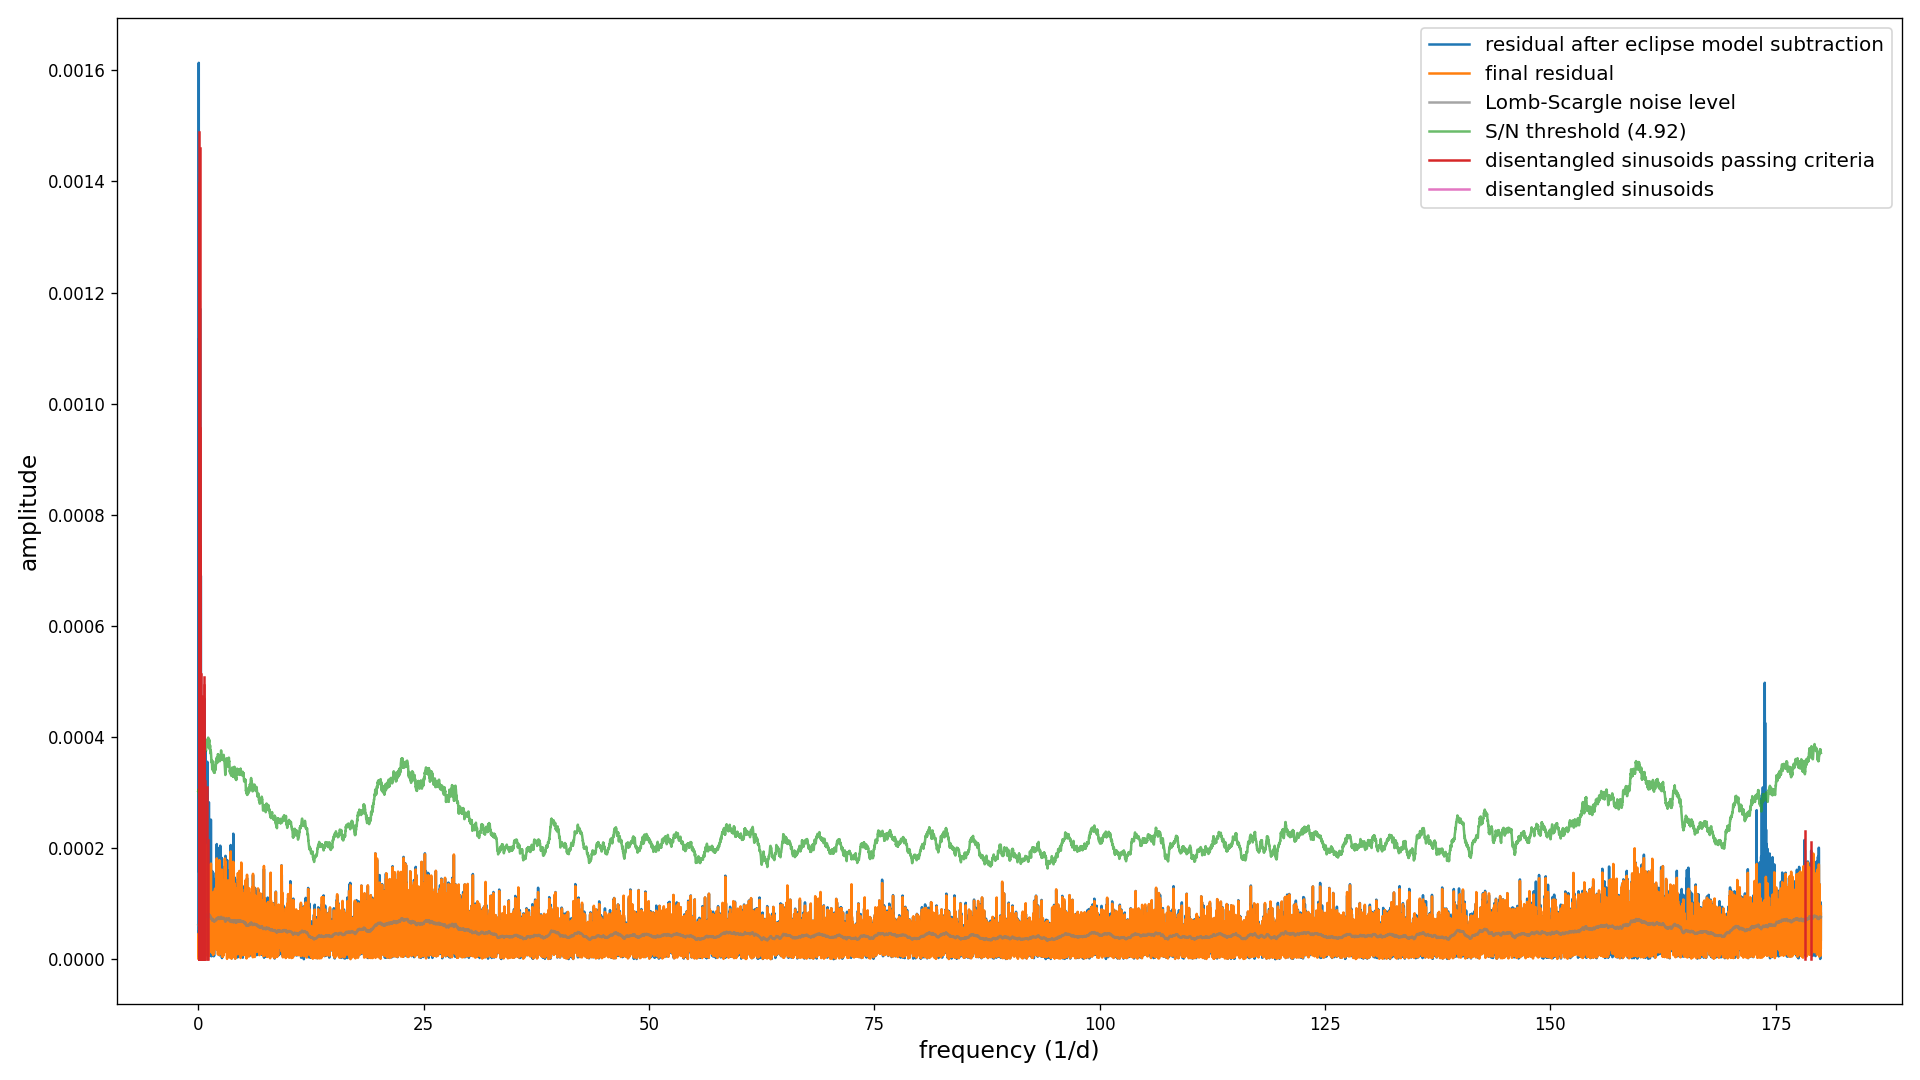 residual after eclipse model subtraction
final residual
Lomb-Scargle noise level
S/N threshold (4.92)
disentangled sinusoids passing criteria
disentangled sinusoids
0.0016
0.0014
0.0012
0.0010
0.0008
0.0006
0.0004
0.0002
0.0000
amplitude
0 25 50 75 100 125 150 175
frequency (1/d)